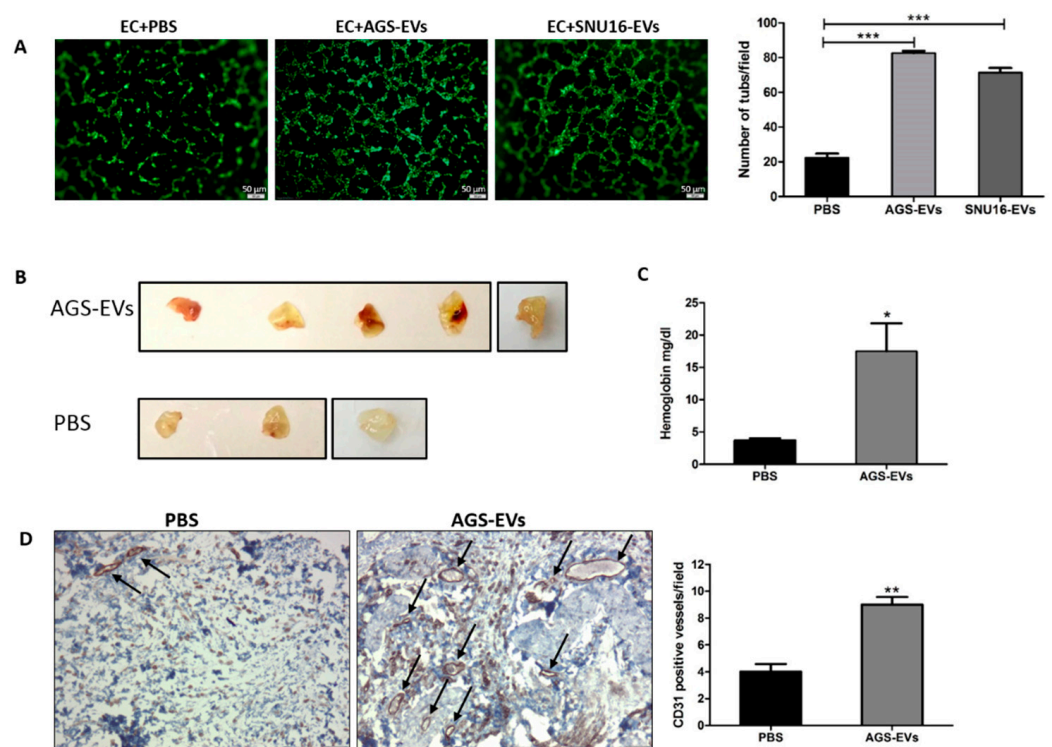 A
EC+PBS
EC+AGS-EVs
EC+SNU16-EVs
50 µm
50 µm
50 µm
Number of tubs/field
100
80
60
40
20
0
***
***
PBS
AGS-EVs
SNU16-EVs
B
AGS-EVs
PBS
C
Hemoglobin mg/dl
25
20
15
10
5
0
*
PBS
AGS-EVs
D
PBS
AGS-EVs
CD31 positive vessels/field
12
10
8
6
4
2
0
**
PBS
AGS-EVs